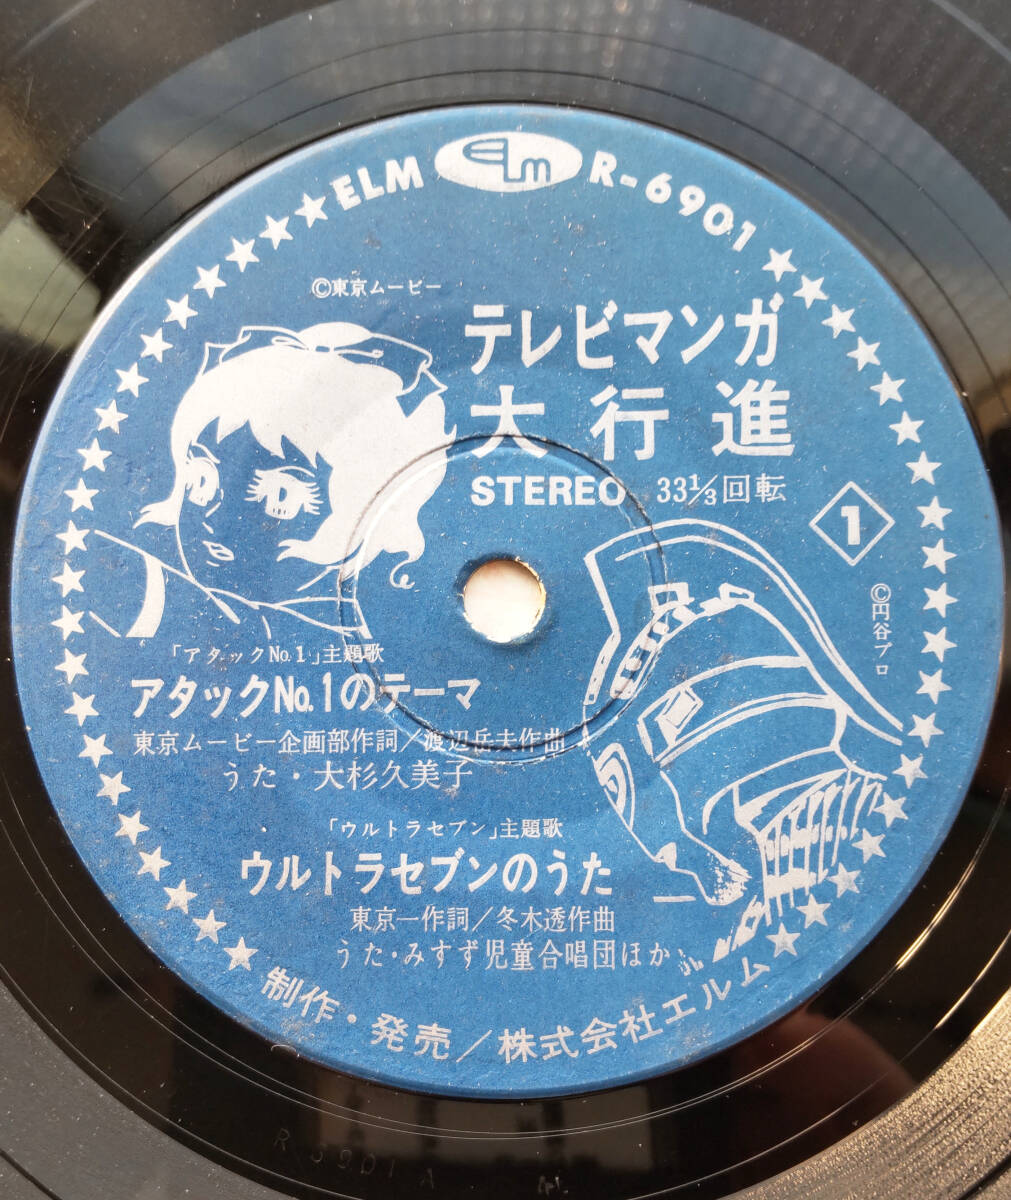 ★★★★★★★★★★★★ ELM ELM R-6901 ★★★★★★★★★★★★
©東京ムービー
テレビマンガ
大行進
STEREO 33⅓回転
1
©円谷プロ
「アタックNo.1」主題歌
アタックNo.1のテーマ
東京ムービー企画部作詞/渡辺岳夫作曲
うた・大杉久美子
「ウルトラセブン」主題歌
ウルトラセブンのうた
東京一作詞/冬木透作曲
うた・みすず児童合唱団ほか
制作・発売/株式会社エルム